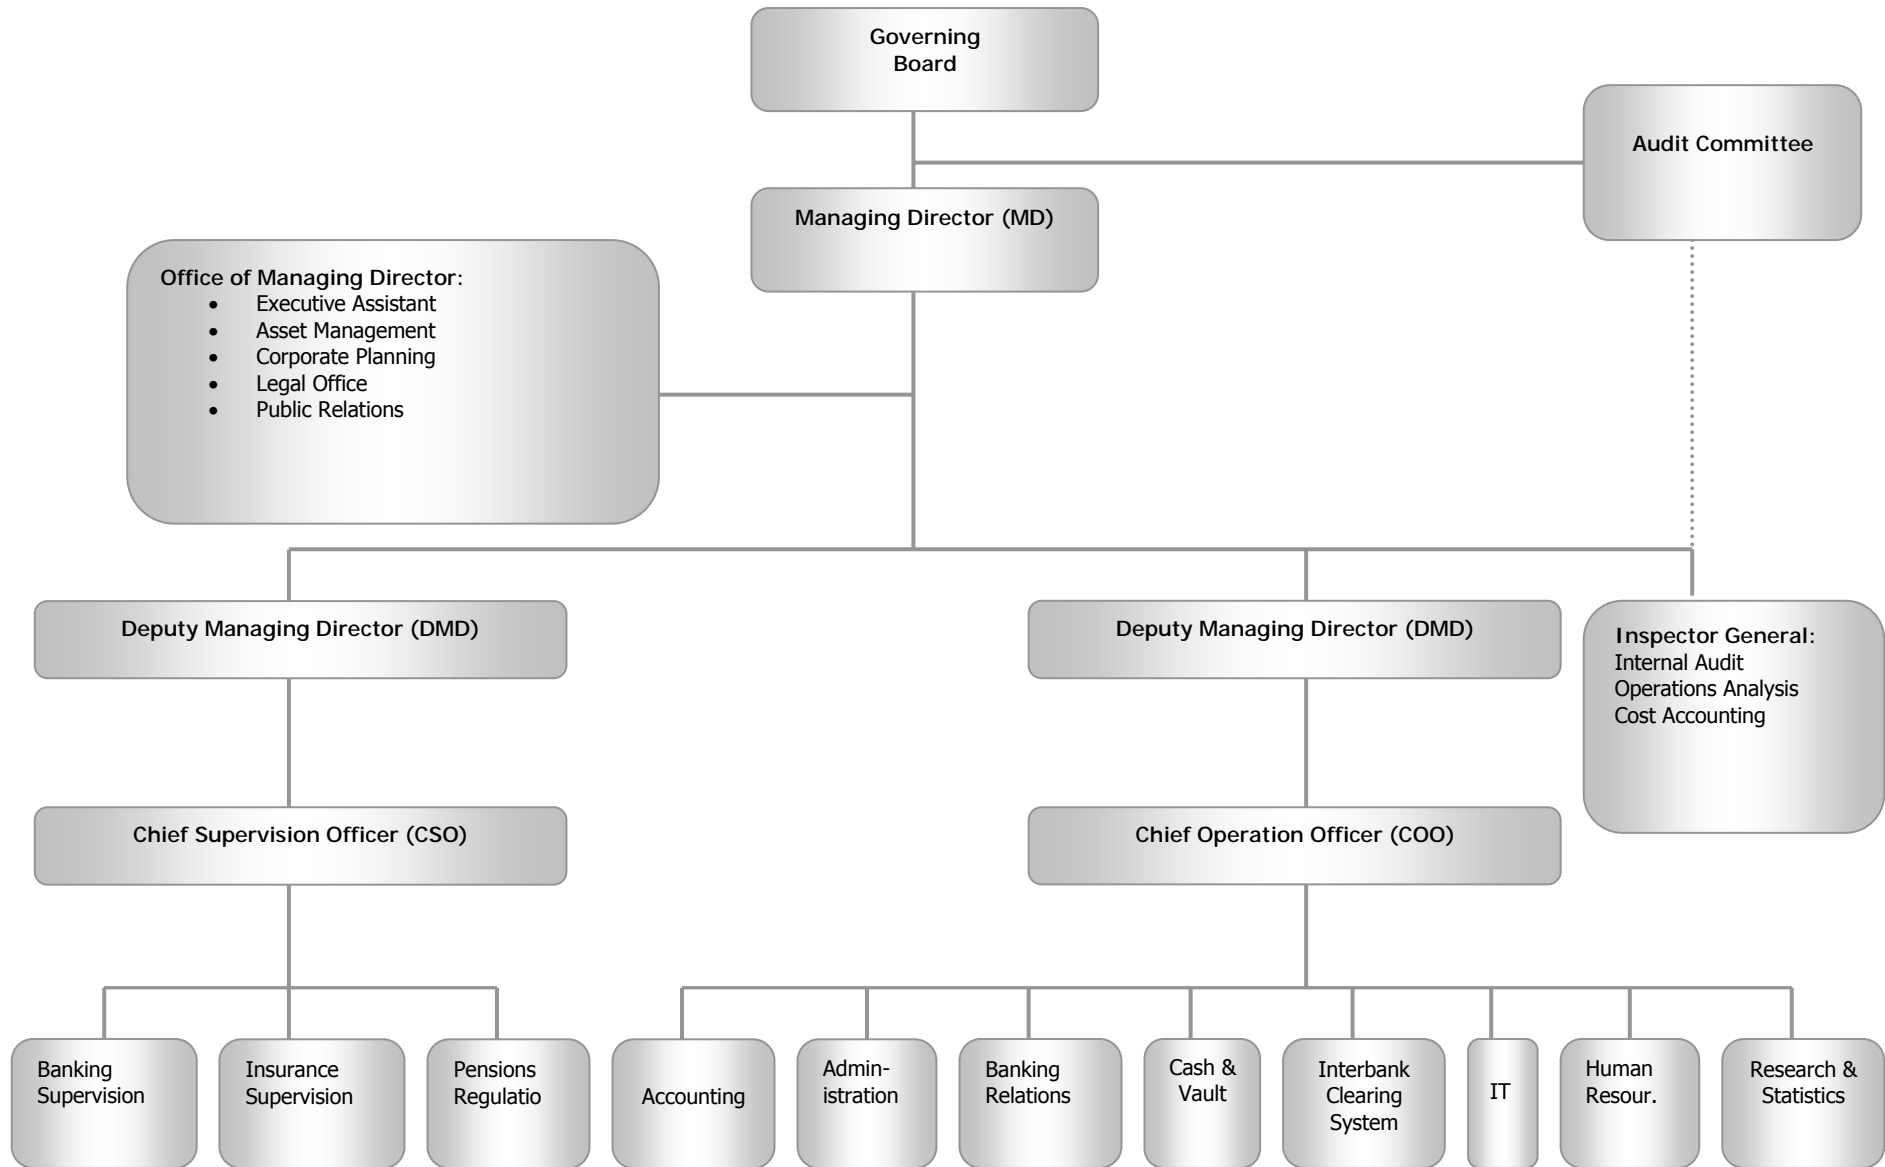 Governing
Board
Audit Committee
Managing Director (MD)
Office of Managing Director:
• Executive Assistant
• Asset Management
• Corporate Planning
• Legal Office
• Public Relations
Deputy Managing Director (DMD)
Deputy Managing Director (DMD)
Inspector General:
Internal Audit
Operations Analysis
Cost Accounting
Chief Supervision Officer (CSO)
Chief Operation Officer (COO)
Banking
Supervision
Insurance
Supervision
Pensions
Regulatio
Accounting
Admin-
istration
Banking
Relations
Cash &
Vault
Interbank
Clearing
System
IT
Human
Resour.
Research &
Statistics